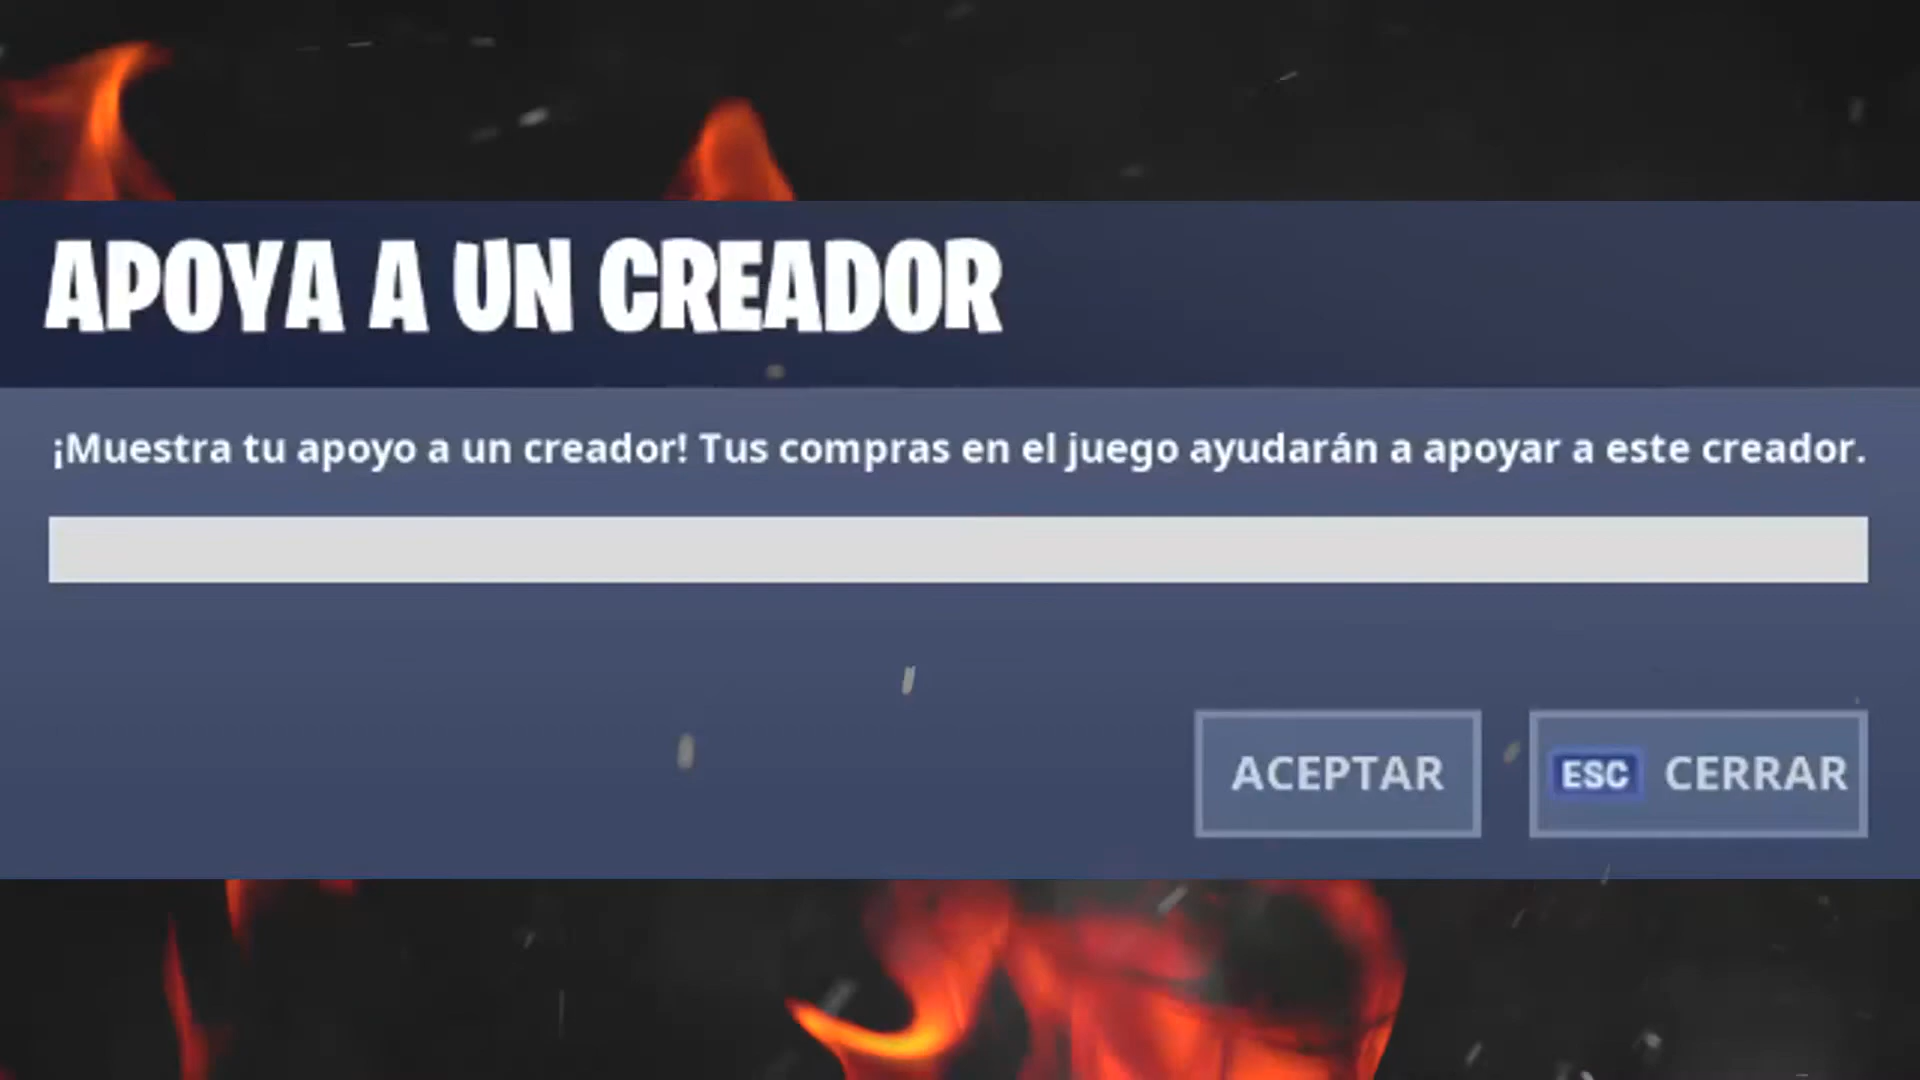 APOYA A UN CREADOR
¡Muestra tu apoyo a un creador! Tus compras en el juego ayudarán a apoyar a este creador.
ACEPTAR
ESC CERRAR